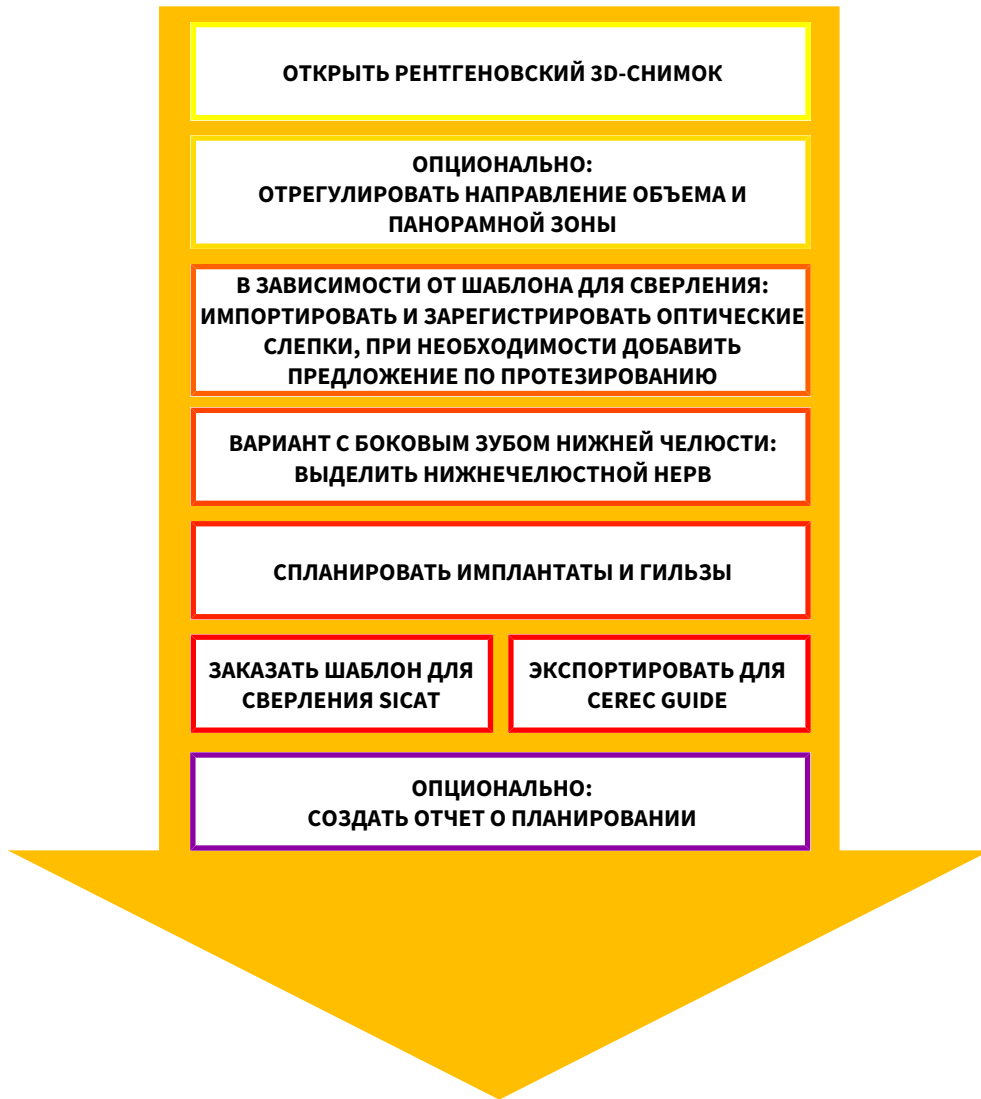 ОТКРЫТЬ РЕНТГЕНОВСКИЙ 3D-СНИМОК
ОПЦИОНАЛЬНО:
ОТРЕГУЛИРОВАТЬ НАПРАВЛЕНИЕ ОБЪЕМА И
ПАНОРАМНОЙ ЗОНЫ
В ЗАВИСИМОСТИ ОТ ШАБЛОНА ДЛЯ СВЕРЛЕНИЯ:
ИМПОРТИРОВАТЬ И ЗАРЕГИСТРИРОВАТЬ ОПТИЧЕСКИЕ
СЛЕПКИ, ПРИ НЕОБХОДИМОСТИ ДОБАВИТЬ
ПРЕДЛОЖЕНИЕ ПО ПРОТЕЗИРОВАНИЮ
ВАРИАНТ С БОКОВЫМ ЗУБОМ НИЖНЕЙ ЧЕЛЮСТИ:
ВЫДЕЛИТЬ НИЖНЕЧЕЛЮСТНОЙ НЕРВ
СПЛАНИРОВАТЬ ИМПЛАНТАТЫ И ГИЛЬЗЫ
ЗАКАЗАТЬ ШАБЛОН ДЛЯ
СВЕРЛЕНИЯ SICAT
ЭКСПОРТИРОВАТЬ ДЛЯ
CEREC GUIDE
ОПЦИОНАЛЬНО:
СОЗДАТЬ ОТЧЕТ О ПЛАНИРОВАНИИ